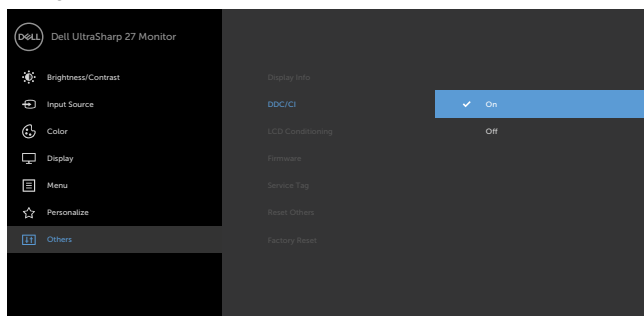 DELL Dell UltraSharp 27 Monitor
Brightness/Contrast
Input Source
Color
Display
Menu
Personalize
Others
Display Info
DDC/CI
LCD Conditioning
Firmware
Service Tag
Reset Others
Factory Reset
On
Off